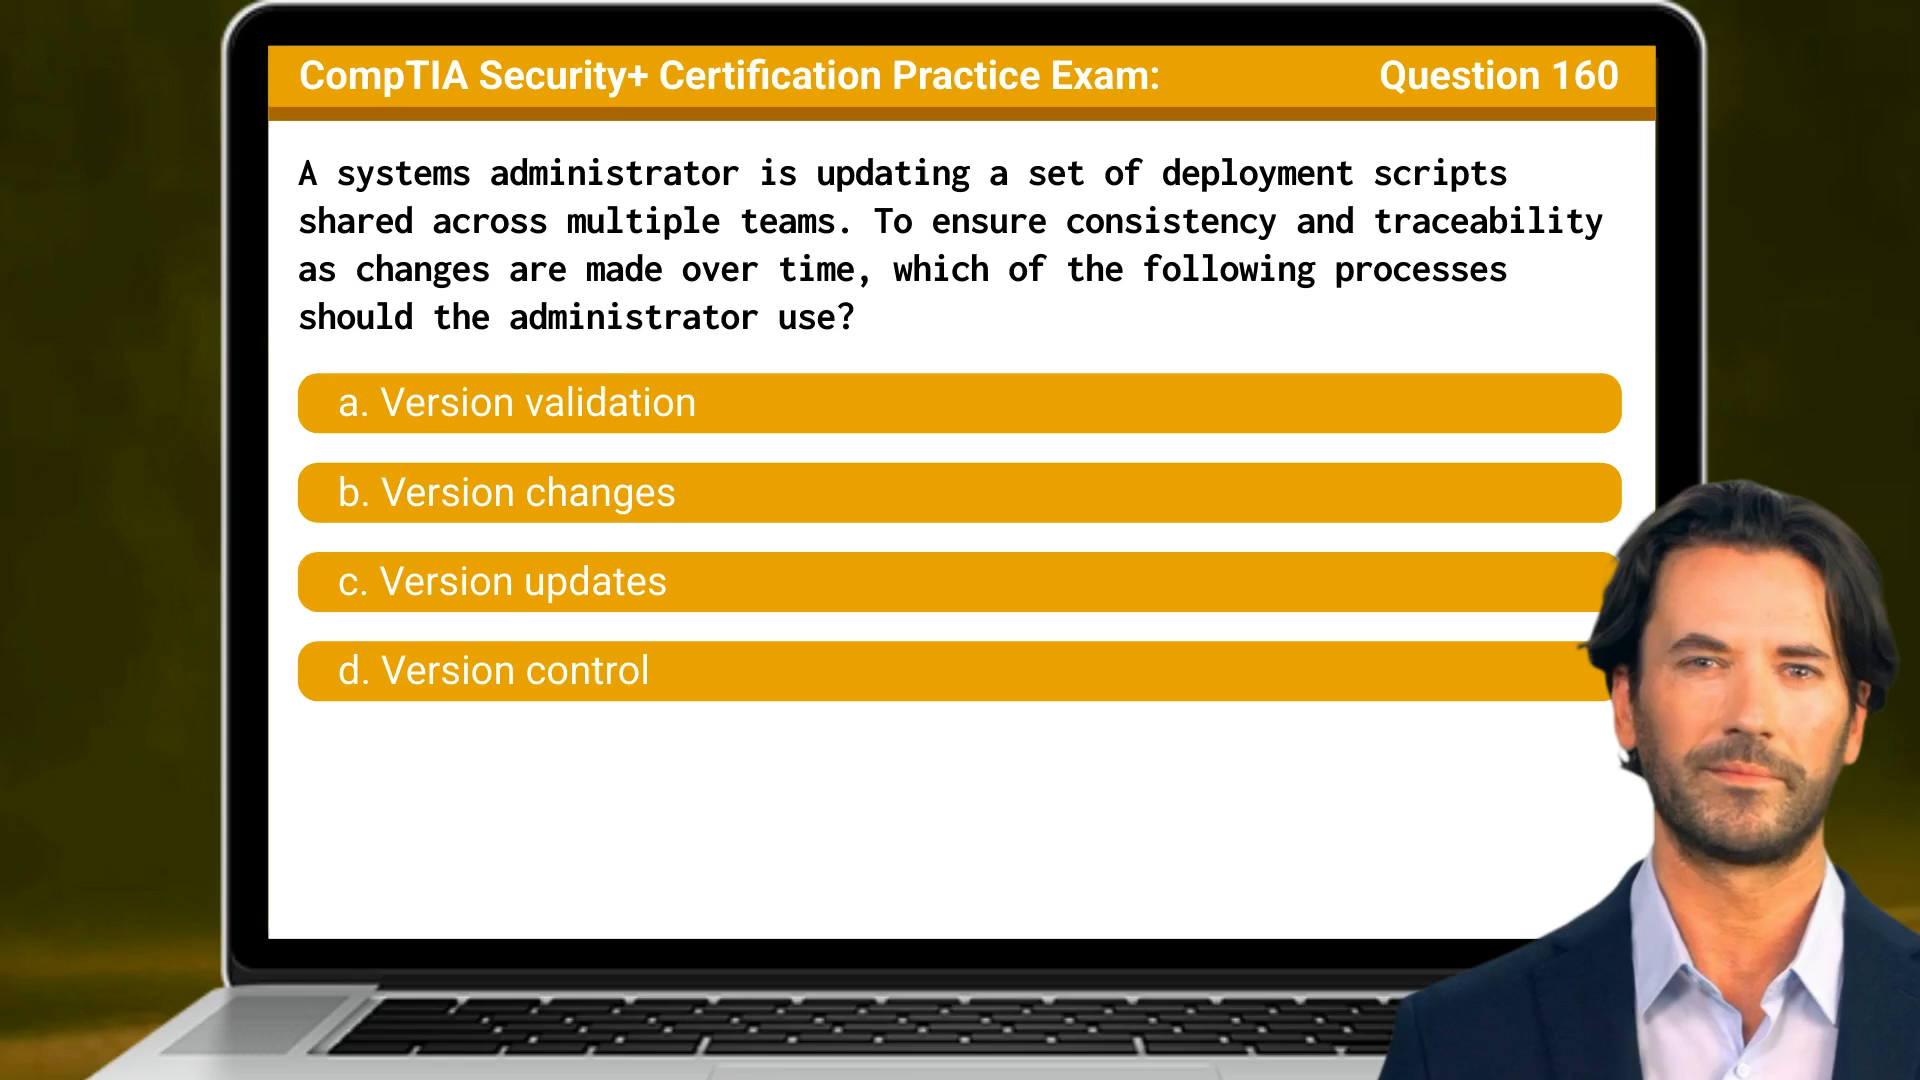 CompTIA Security+ Certification Practice Exam: Question 160
A systems administrator is updating a set of deployment scripts
shared across multiple teams. To ensure consistency and traceability
as changes are made over time, which of the following processes
should the administrator use?
a. Version validation
b. Version changes
c. Version updates
d. Version control